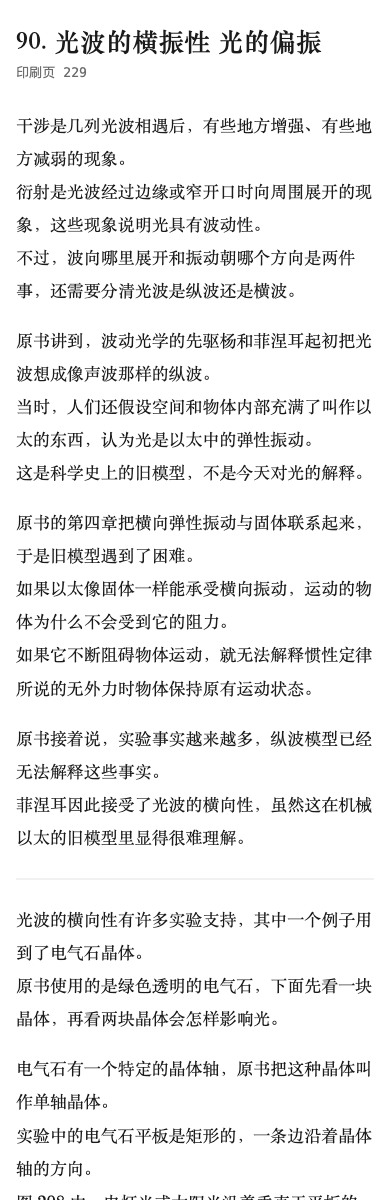 90. 光波的横振性 光的偏振
印刷页 229
干涉是几列光波相遇后，有些地方增强、有些地
方减弱的现象。
衍射是光波经过边缘或窄开口时向周围展开的现
象，这些现象说明光具有波动性。
不过，波向哪里展开和振动朝哪个方向是两件
事，还需要分清光波是纵波还是横波。
原书讲到，波动光学的先驱杨和菲涅耳起初把光
波想成像声波那样的纵波。
当时，人们还假设空间和物体内部充满了叫作以
太的东西，认为光是以太中的弹性振动。
这是科学史上的旧模型，不是今天对光的解释。
原书的第四章把横向弹性振动与固体联系起来，
于是旧模型遇到了困难。
如果以太像固体一样能承受横向振动，运动的物
体为什么不会受到它的阻力。
如果它不断阻碍物体运动，就无法解释惯性定律
所说的无外力时物体保持原有运动状态。
原书接着说，实验事实越来越多，纵波模型已经
无法解释这些事实。
菲涅耳因此接受了光波的横向性，虽然这在机械
以太的旧模型里显得很难理解。
光波的横向性有许多实验支持，其中一个例子用
到了电气石晶体。
原书使用的是绿色透明的电气石，下面先看一块
晶体，再看两块晶体会怎样影响光。
电气石有一个特定的晶体轴，原书把这种晶体叫
作单轴晶体。
实验中的电气石平板是矩形的，一条边沿着晶体
轴的方向。